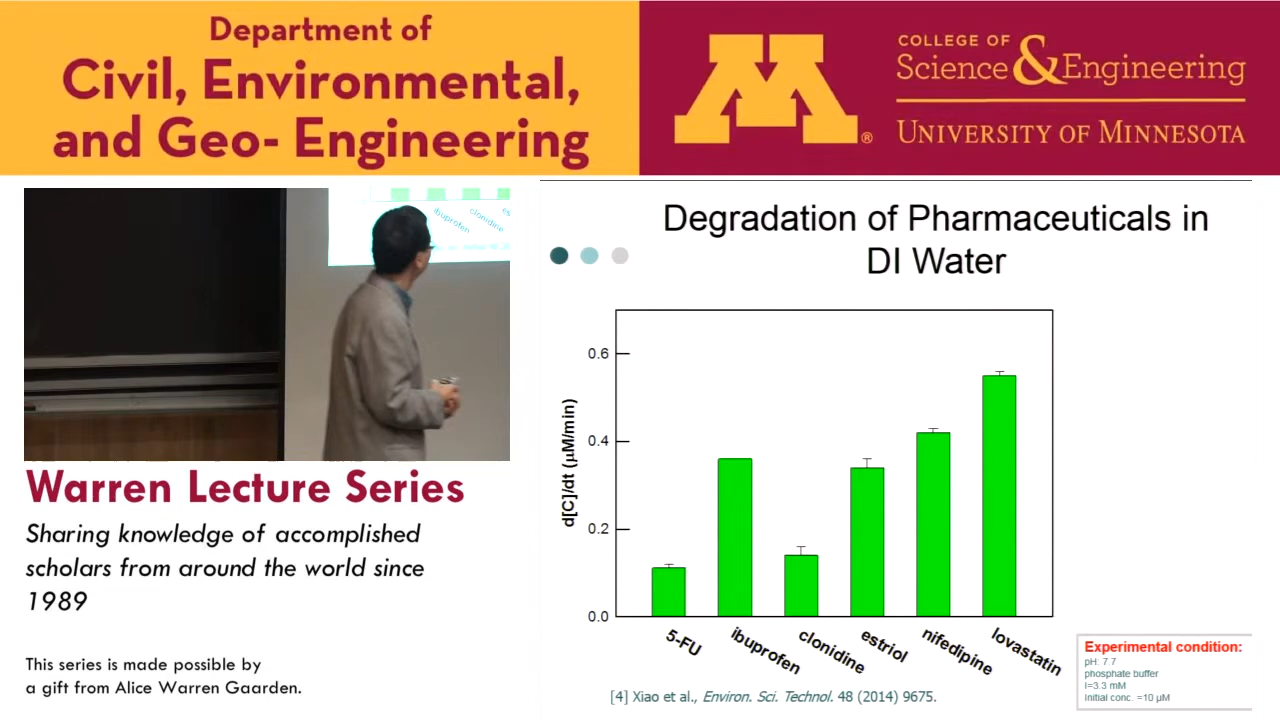 Department of
Civil, Environmental,
and Geo- Engineering
M®
COLLEGE OF
Science & Engineering
UNIVERSITY OF MINNESOTA
ibuprofen
clonidine
es
Warren Lecture Series
Sharing knowledge of accomplished
scholars from around the world since
1989
This series is made possible by
a gift from Alice Warren Gaarden.
Degradation of Pharmaceuticals in
DI Water
d[C]/dt (μM/min)
0.6
0.4
0.2
0.0
5-FU
ibuprofen
clonidine
estriol
nifedipine
lovastatin
Experimental condition:
pH: 7.7
phosphate buffer
I=3.3 mM
Initial conc. =10 μM
[4] Xiao et al., Environ. Sci. Technol. 48 (2014) 9675.